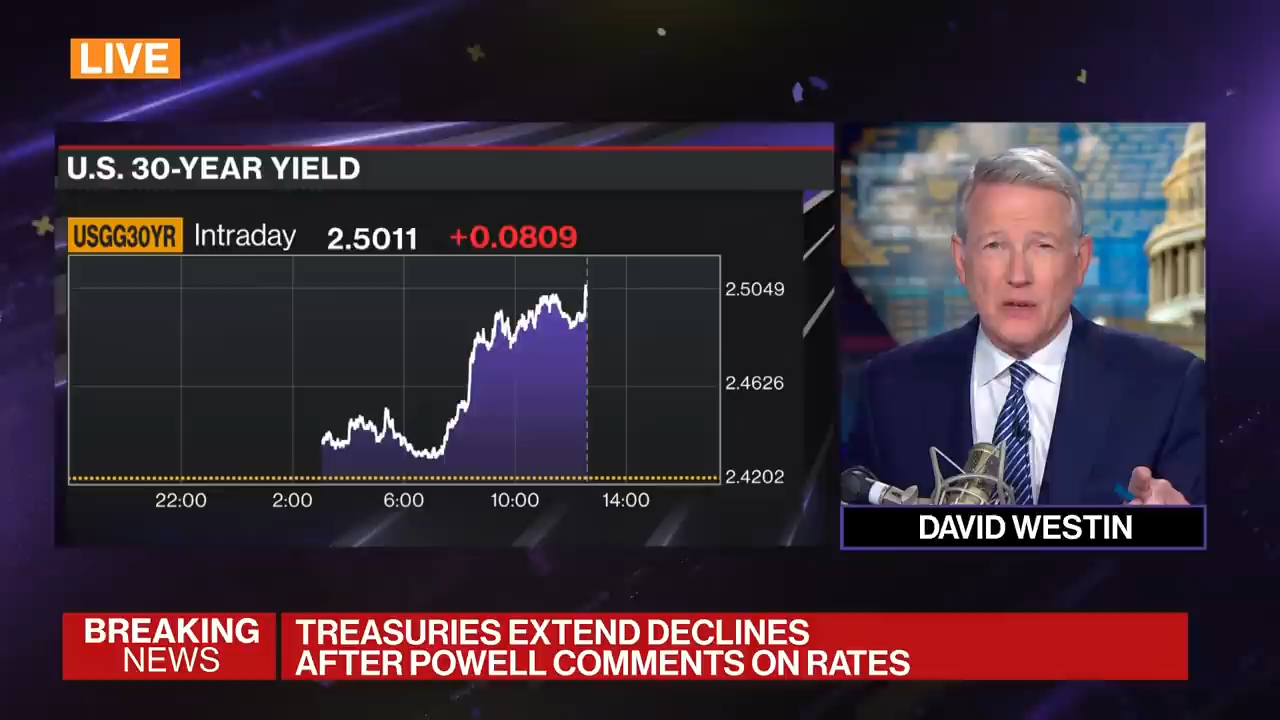 LIVE
U.S. 30-YEAR YIELD
USGG30YR Intraday 2.5011 +0.0809
2.5049
2.4626
2.4202
22:00 2:00 6:00 10:00 14:00
DAVID WESTIN
BREAKING
NEWS
TREASURIES EXTEND DECLINES
AFTER POWELL COMMENTS ON RATES